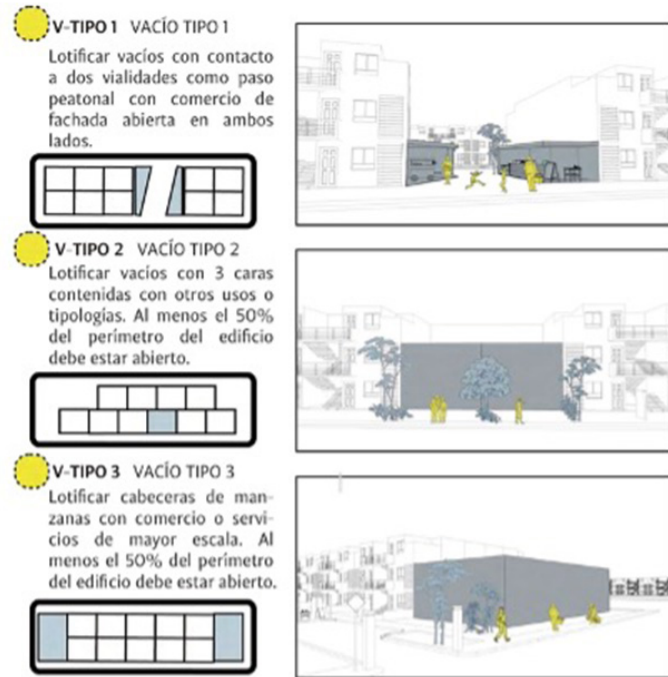 V-TIPO 1 VACÍO TIPO 1
Lotificar vacíos con contacto
a dos vialidades como paso
peatonal con comercio de
fachada abierta en ambos
lados.
V-TIPO 2 VACÍO TIPO 2
Lotificar vacíos con 3 caras
contenidas con otros usos o
tipologías. Al menos el 50%
del perímetro del edificio
debe estar abierto.
V-TIPO 3 VACÍO TIPO 3
Lotificar cabeceras de man-
zanas con comercio o servi-
cios de mayor escala. Al
menos el 50% del perímetro
del edificio debe estar abierto.